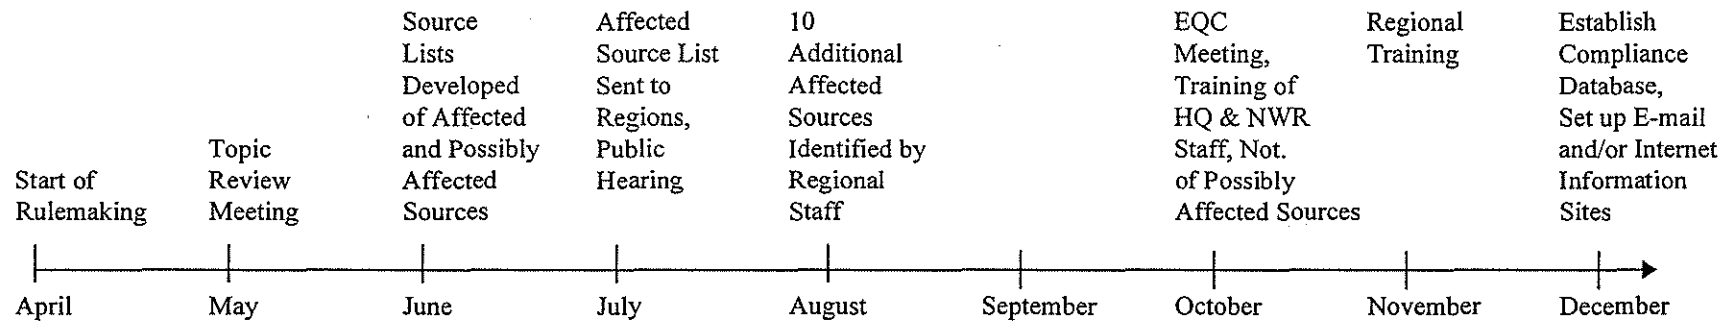 Start of
Rulemaking
Topic
Review
Meeting
Source
Lists
Developed
of Affected
and Possibly
Affected
Sources
Affected
Source List
Sent to
Regions,
Public
Hearing
10
Additional
Affected
Sources
Identified by
Regional
Staff
EQC
Meeting,
Training of
HQ & NWR
Staff, Not.
of Possibly
Affected Sources
Regional
Training
Establish
Compliance
Database,
Set up E-mail
and/or Internet
Information
Sites
April
May
June
July
August
September
October
November
December